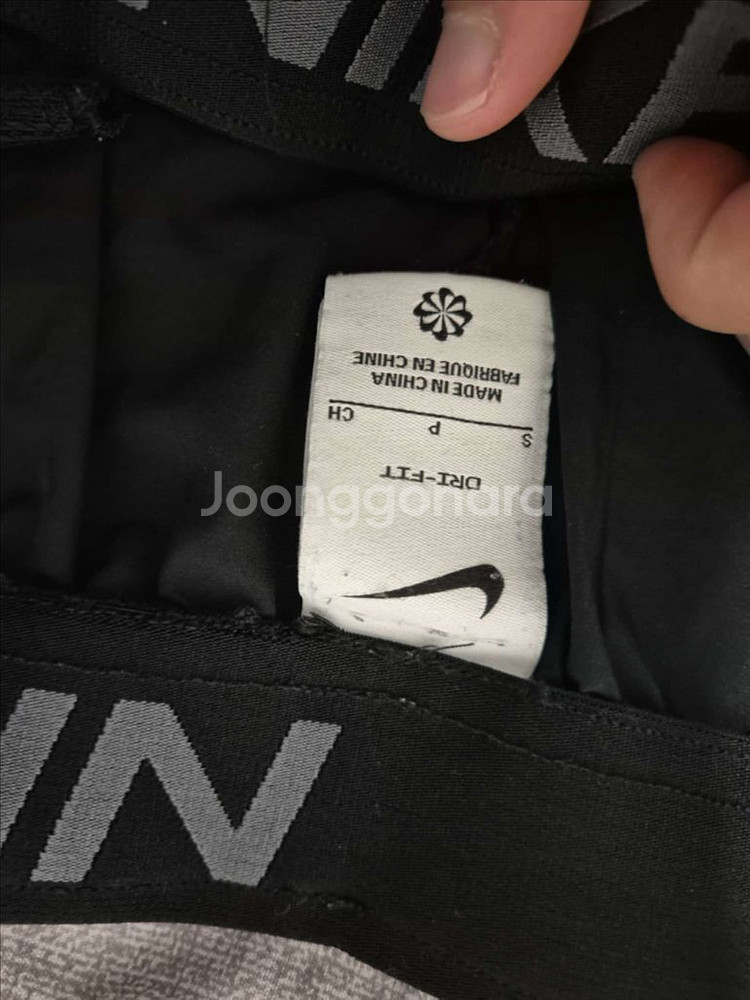 DRI-FIT
S P CH
MADE IN CHINA
FABRIQUE EN CHINE
Joonggonara